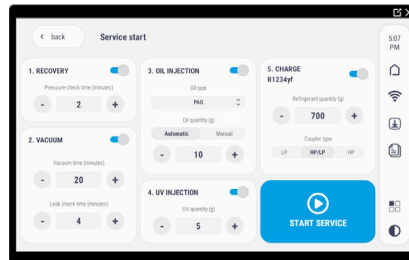 back
Service start
5:07
PM
1. RECOVERY
Pressure check time (minutes)
- 2 +
2. VACUUM
Vacuum time (minutes)
- 20 +
Leak check time (minutes)
- 4 +
3. OIL INJECTION
Oil type
PAG
Oil quantity (g)
Automatic Manual
- 10 +
4. UV INJECTION
UV quantity (g)
- 5 +
5. CHARGE
R1234yf
Refrigerant quantity (g)
- 700 +
Coupler type
LP HP/LP HP
START SERVICE